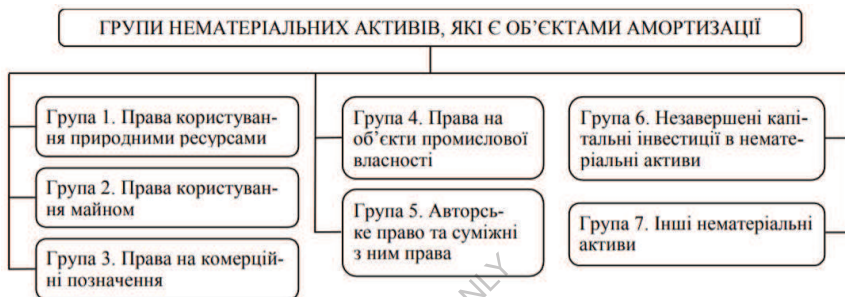 ГРУПИ НЕМАТЕРІАЛЬНИХ АКТИВІВ, ЯКІ Є ОБ’ЄКТАМИ АМОРТИЗАЦІЇ
Група 1. Права користуван-
ня природними ресурсами
Група 2. Права користуван-
ня майном
Група 3. Права на комерцій-
ні позначення
Група 4. Права на
об’єкти промислової
власності
Група 5. Авторсь-
ке право та суміжні
з ним права
Група 6. Незавершені капі-
тальні інвестиції в немате-
ріальні активи
Група 7. Інші нематеріальні
активи
NLY